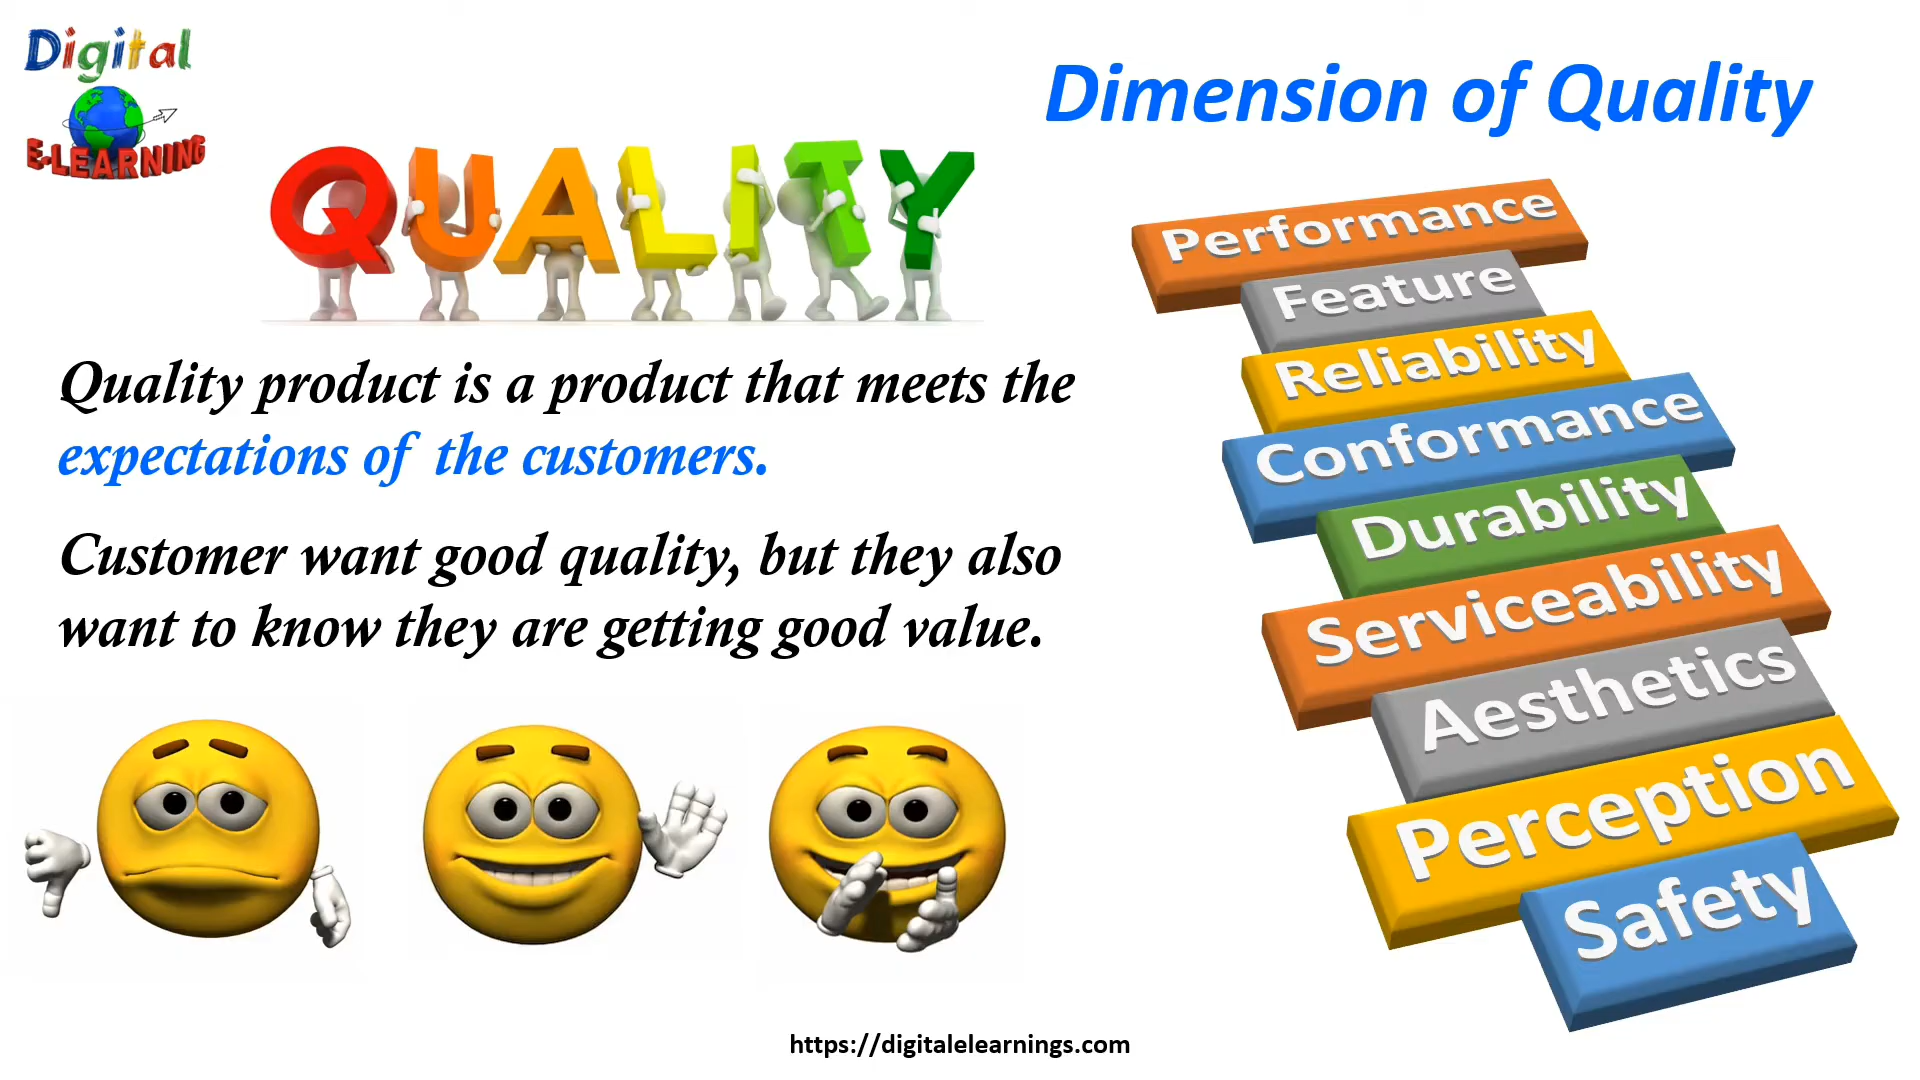 Digital
E-LEARNING
QUALITY
Quality product is a product that meets the
expectations of the customers.
Customer want good quality, but they also
want to know they are getting good value.
Dimension of Quality
Performance
Feature
Reliability
Conformance
Durability
Serviceability
Aesthetics
Perception
Safety
https://digitalelearnings.com